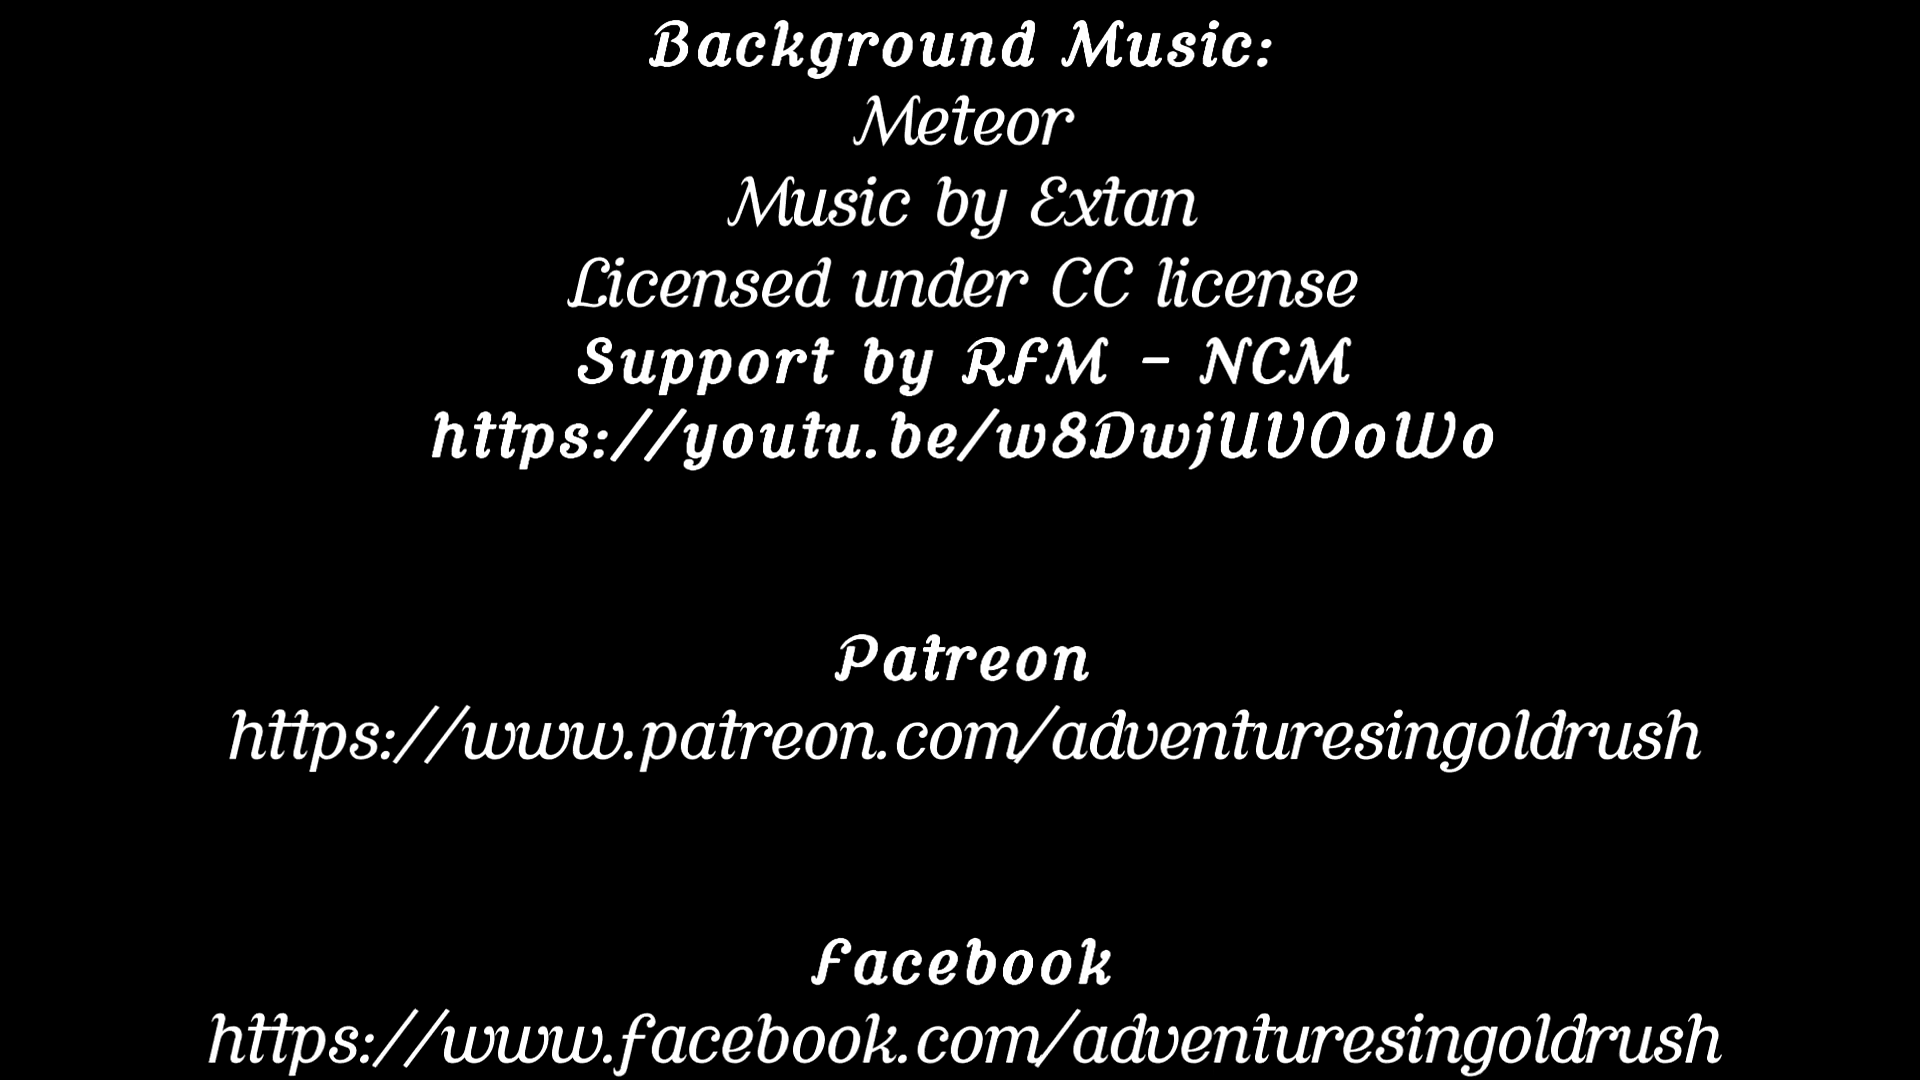 Background Music:
Meteor
Music by Extan
Licensed under CC license
Support by RFM - NCM
https://youtu.be/w8DwjUVOoWo
Patreon
https://www.patreon.com/adventuresingoldrush
Facebook
https://www.facebook.com/adventuresingoldrush